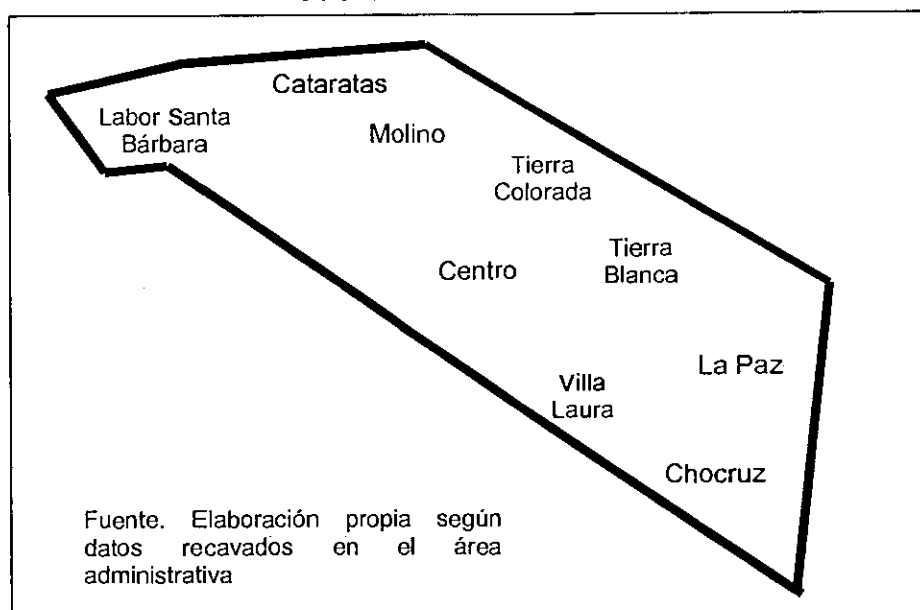 Cataratas
Labor Santa
Bárbara
Molino
Tierra
Colorada
Tierra
Blanca
Centro
La Paz
Villa
Laura
Chocruz
Fuente. Elaboración propia según
datos recavados en el área
administrativa